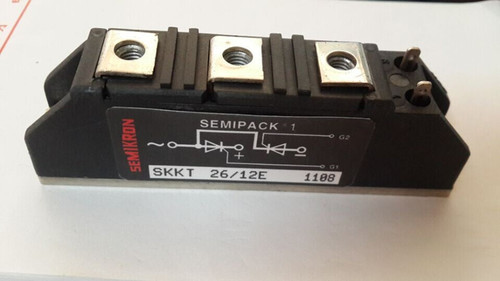 SEMIKRON
SEMIPACK 1
G2
~
+
−
G1
SKKT 26/12E 1108